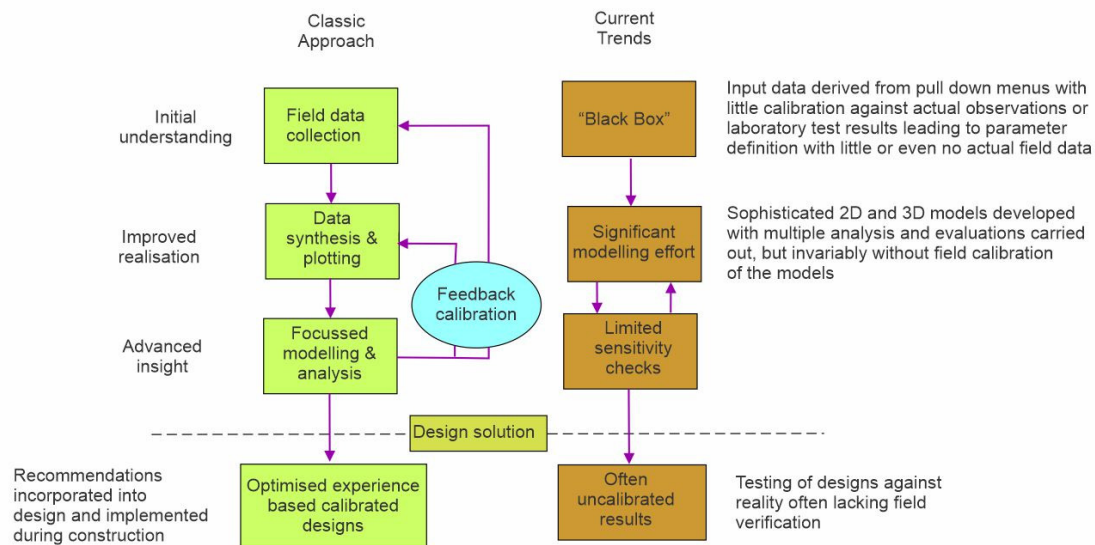 Classic
Approach
Current
Trends
Initial
understanding
Field data
collection
“Black Box”
Input data derived from pull down menus with
little calibration against actual observations or
laboratory test results leading to parameter
definition with little or even no actual field data
Improved
realisation
Data
synthesis &
plotting
Significant
modelling effort
Sophisticated 2D and 3D models developed
with multiple analysis and evaluations carried
out, but invariably without field calibration
of the models
Feedback
calibration
Advanced
insight
Focussed
modelling &
analysis
Limited
sensitivity
checks
Design solution
Recommendations
incorporated into
design and implemented
during construction
Optimised experience
based calibrated
designs
Often
uncalibrated
results
Testing of designs against
reality often lacking field
verification